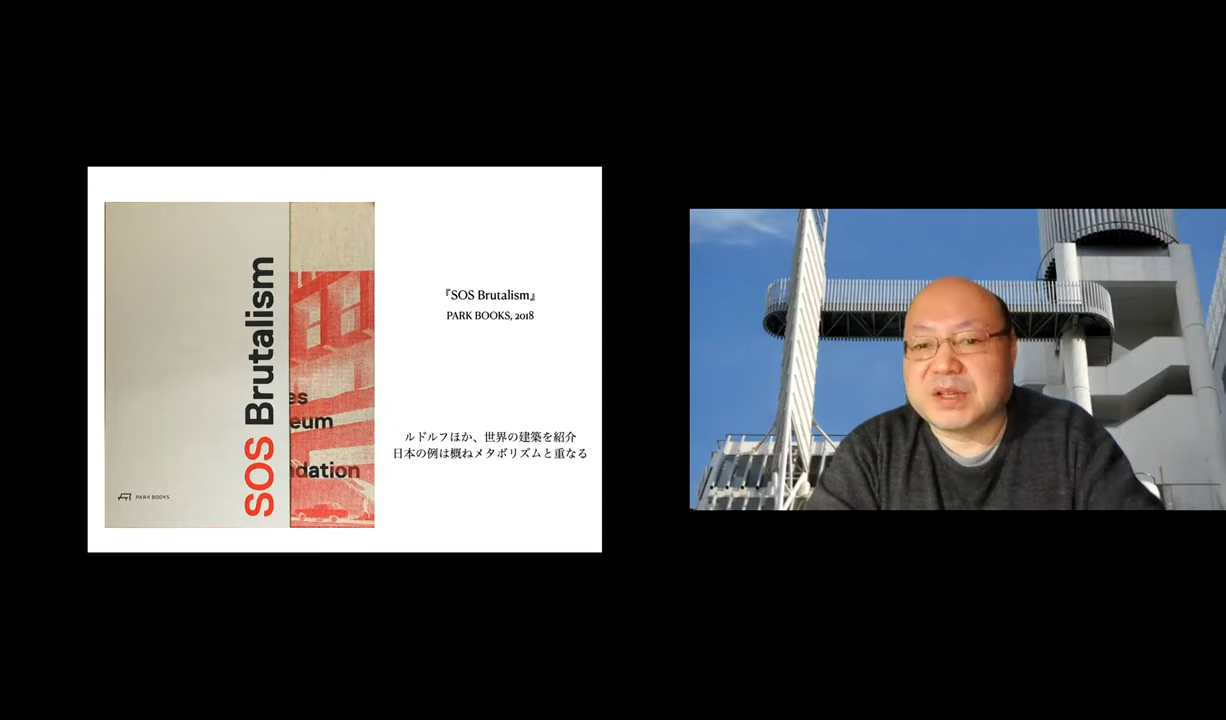 SOS Brutalism
es
eum
ndation
PARK BOOKS
『SOS Brutalism』
PARK BOOKS, 2018
ルドルフほか、世界の建築を紹介
日本の例は概ねメタボリズムと重なる